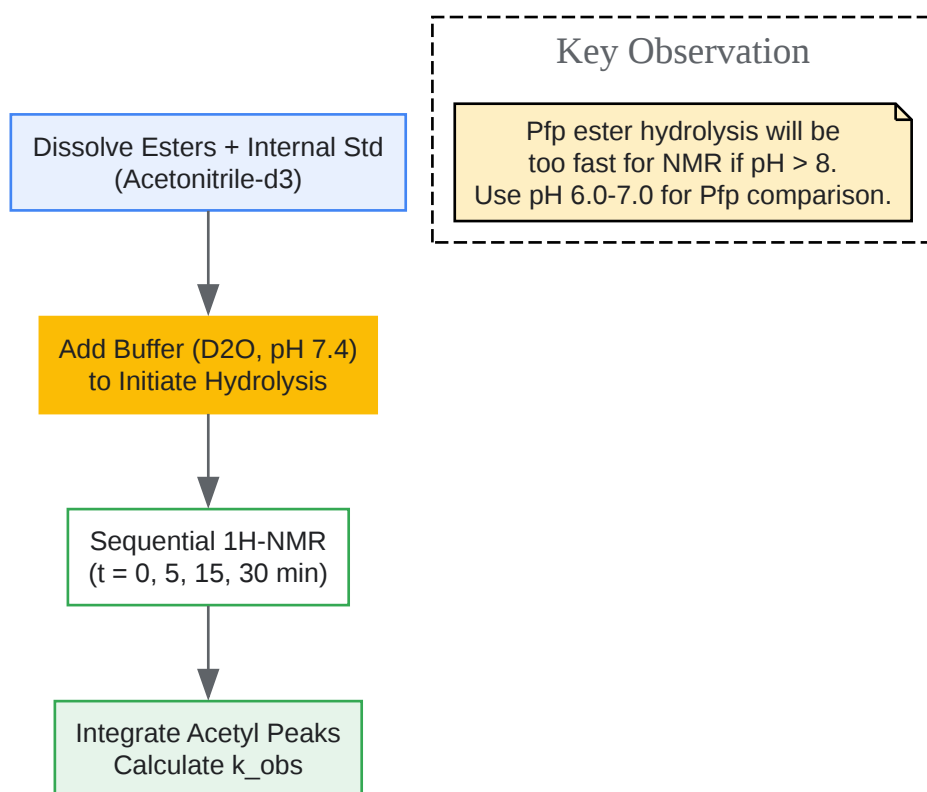 Key Observation
Pfp ester hydrolysis will be
too fast for NMR if pH > 8.
Use pH 6.0-7.0 for Pfp comparison.
Dissolve Esters + Internal Std
(Acetonitrile-d3)
Add Buffer (D2O, pH 7.4)
to Initiate Hydrolysis
Sequential 1H-NMR
(t = 0, 5, 15, 30 min)
Integrate Acetyl Peaks
Calculate k_obs